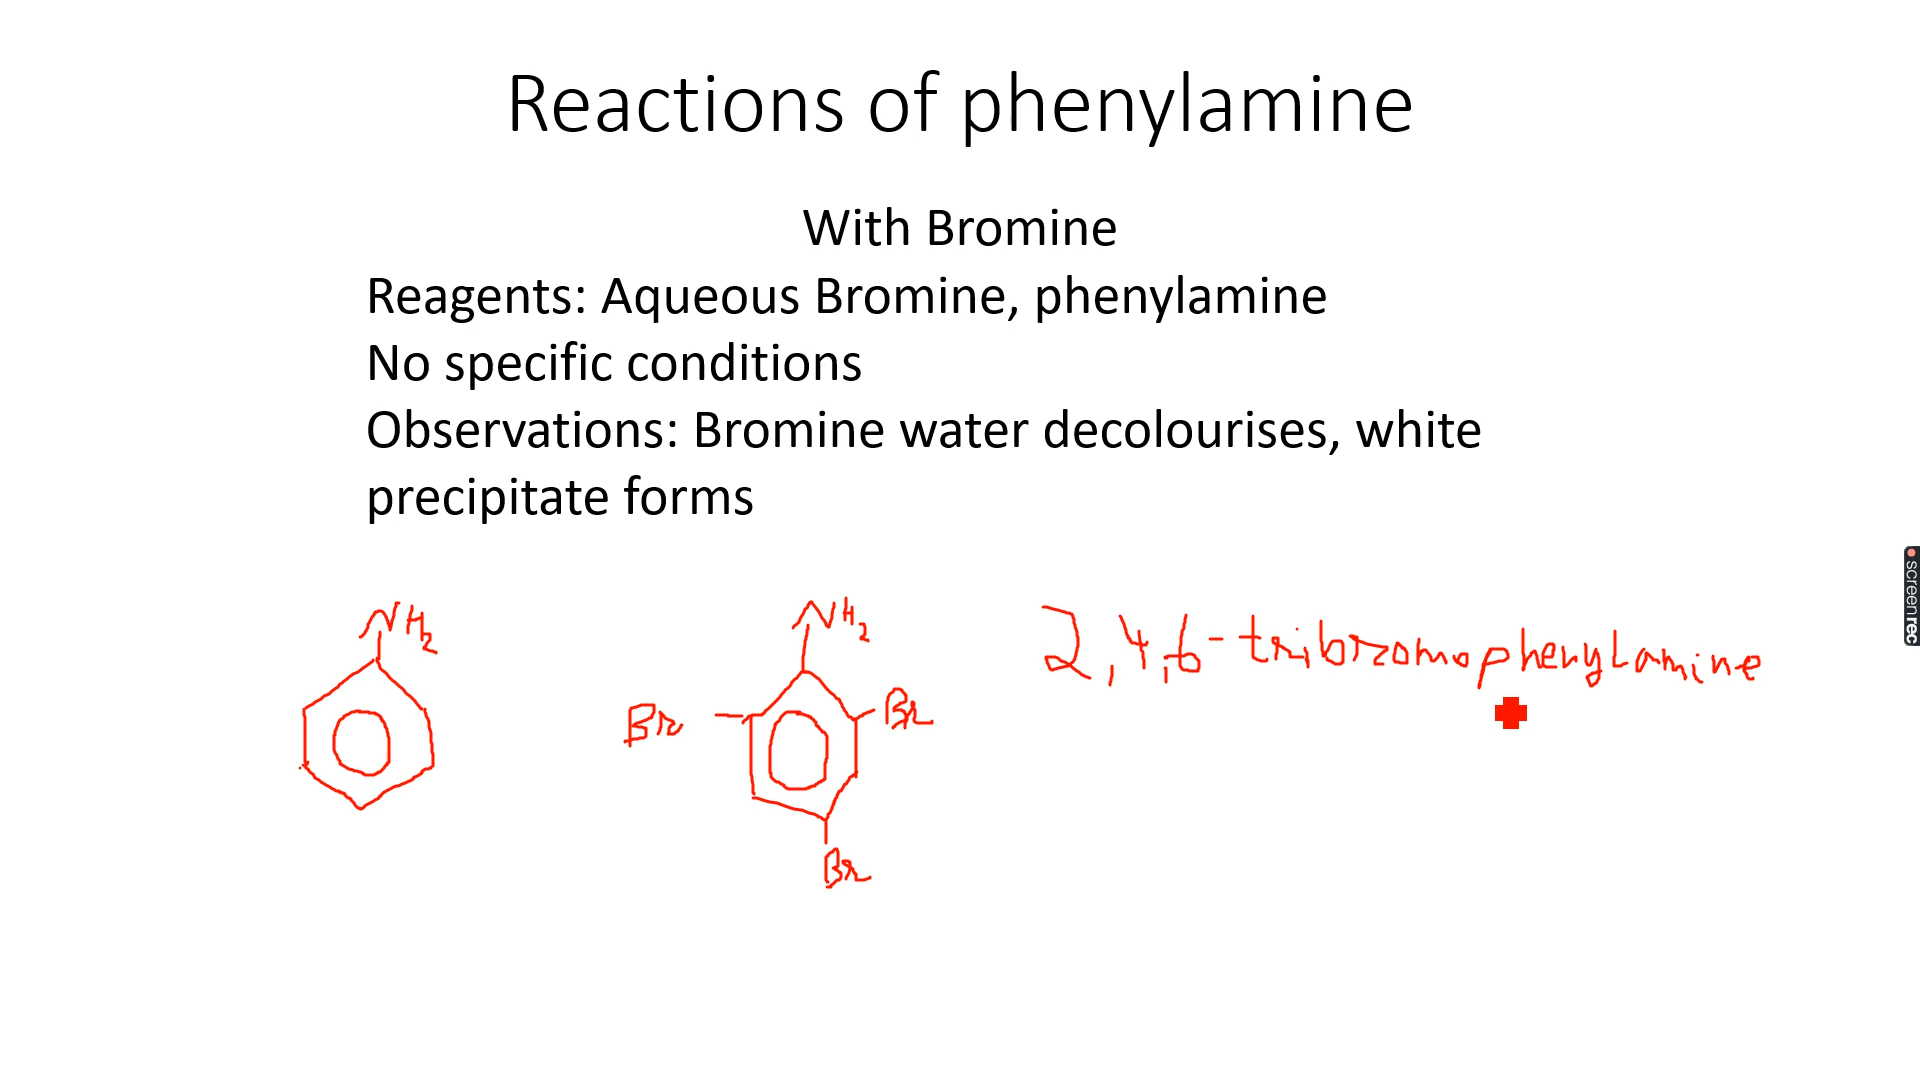 Reactions of phenylamine
With Bromine
Reagents: Aqueous Bromine, phenylamine
No specific conditions
Observations: Bromine water decolourises, white
precipitate forms
NH2
NH2
2,4,6-tribromophenylamine
Br
Br
Br
screenrec